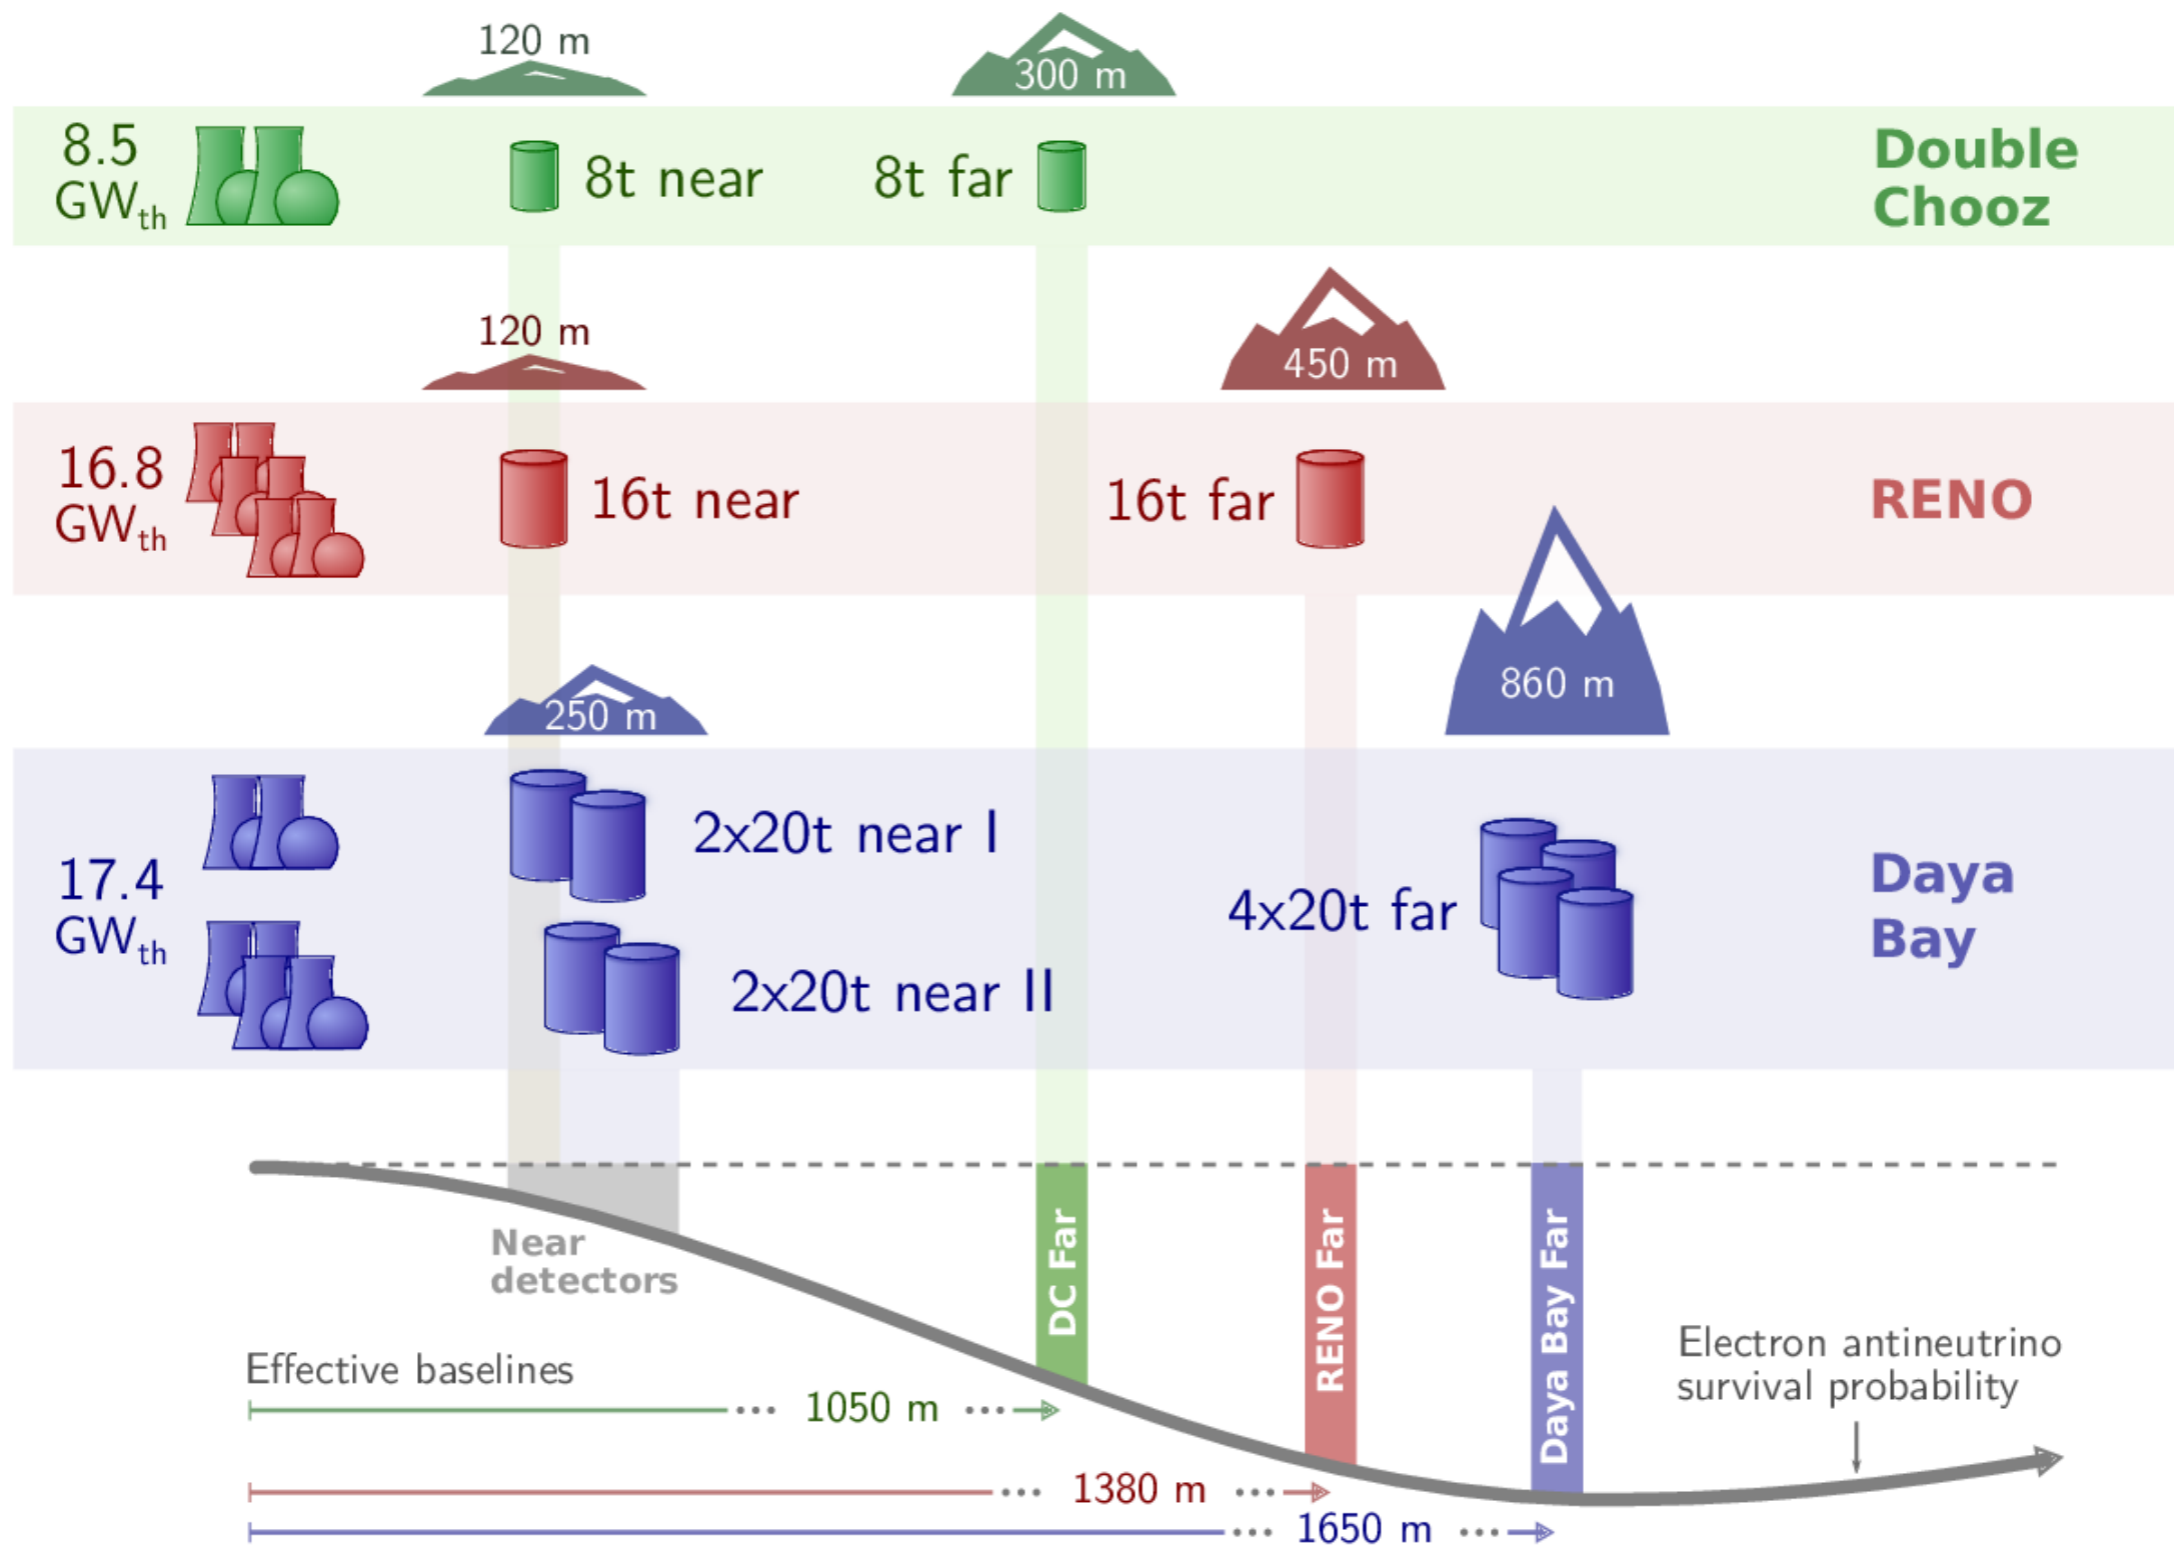 120 m
300 m
8.5
GWth
8t near
8t far
Double
Chooz
120 m
450 m
16.8
GWth
16t near
16t far
RENO
250 m
860 m
17.4
GWth
2x20t near I
2x20t near II
4x20t far
Daya
Bay
Near
detectors
DC Far
RENO Far
Daya Bay Far
Electron antineutrino
survival probability
Effective baselines
... 1050 m ...
... 1380 m ...
... 1650 m ...